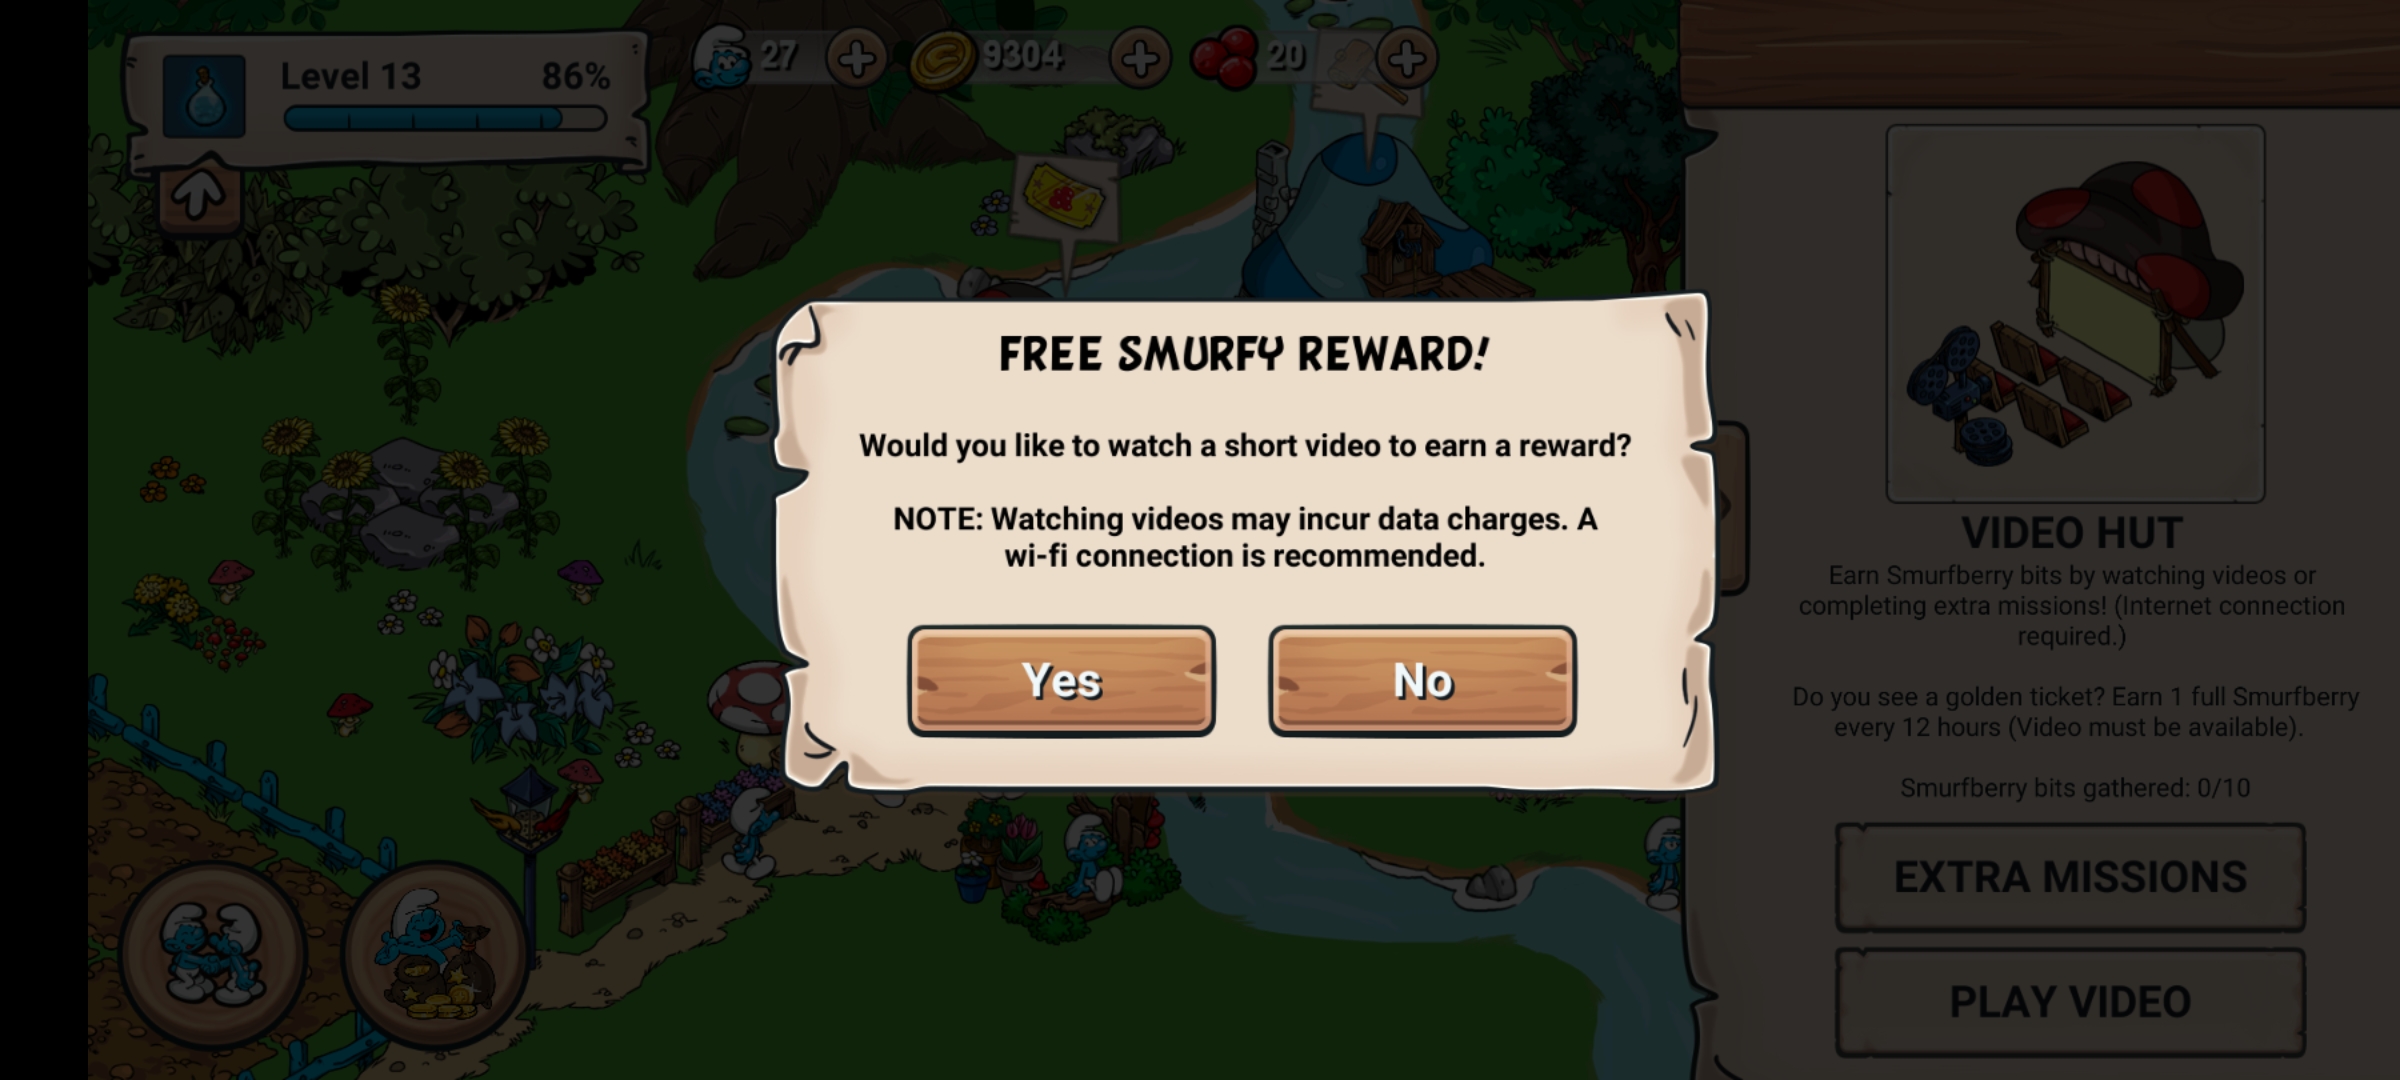 Level 13
86%
27
9304
20
FREE SMURFY REWARD!
Would you like to watch a short video to earn a reward?
NOTE: Watching videos may incur data charges. A
wi-fi connection is recommended.
Yes
No
VIDEO HUT
Earn Smurfberry bits by watching videos or
completing extra missions! (Internet connection
required.)
Do you see a golden ticket? Earn 1 full Smurfberry
every 12 hours (Video must be available).
Smurfberry bits gathered: 0/10
EXTRA MISSIONS
PLAY VIDEO